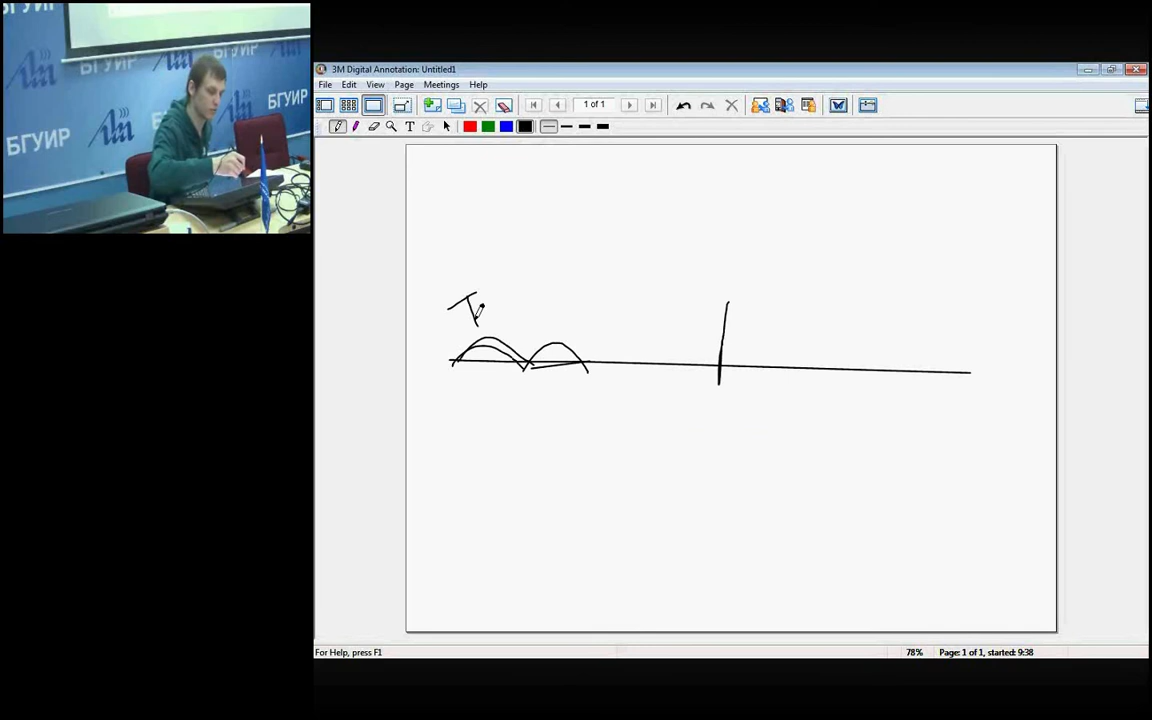 БГУИР
БГУИР
БГУИР
БГУИР
3M Digital Annotation: Untitled1
File Edit View Page Meetings Help
1 of 1
T
T
For Help, press F1
78%
Page: 1 of 1, started: 9:38